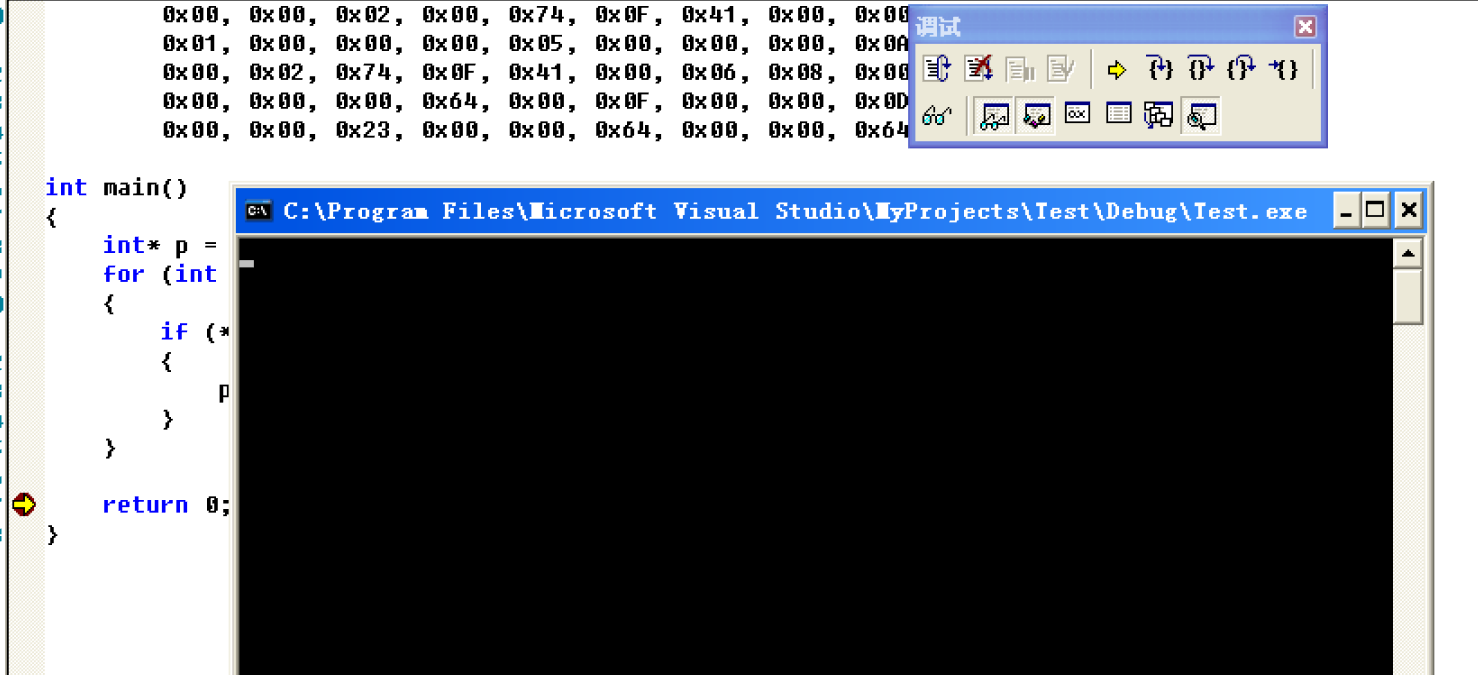 0x00, 0x00, 0x02, 0x00, 0x74, 0x0F, 0x41, 0x00, 0x00
调试
0x01, 0x00, 0x00, 0x00, 0x05, 0x00, 0x00, 0x00, 0x0A
0x00, 0x02, 0x74, 0x0F, 0x41, 0x00, 0x06, 0x08, 0x00
0x00, 0x00, 0x00, 0x64, 0x00, 0x0F, 0x00, 0x00, 0x0D
0x00, 0x00, 0x23, 0x00, 0x00, 0x64, 0x00, 0x00, 0x64
int main()
C:\Program Files\Microsoft Visual Studio\MyProjects\Test\Debug\Test.exe
{
int* p =
for (int
{
if (*
{
p
}
}
return 0;
}